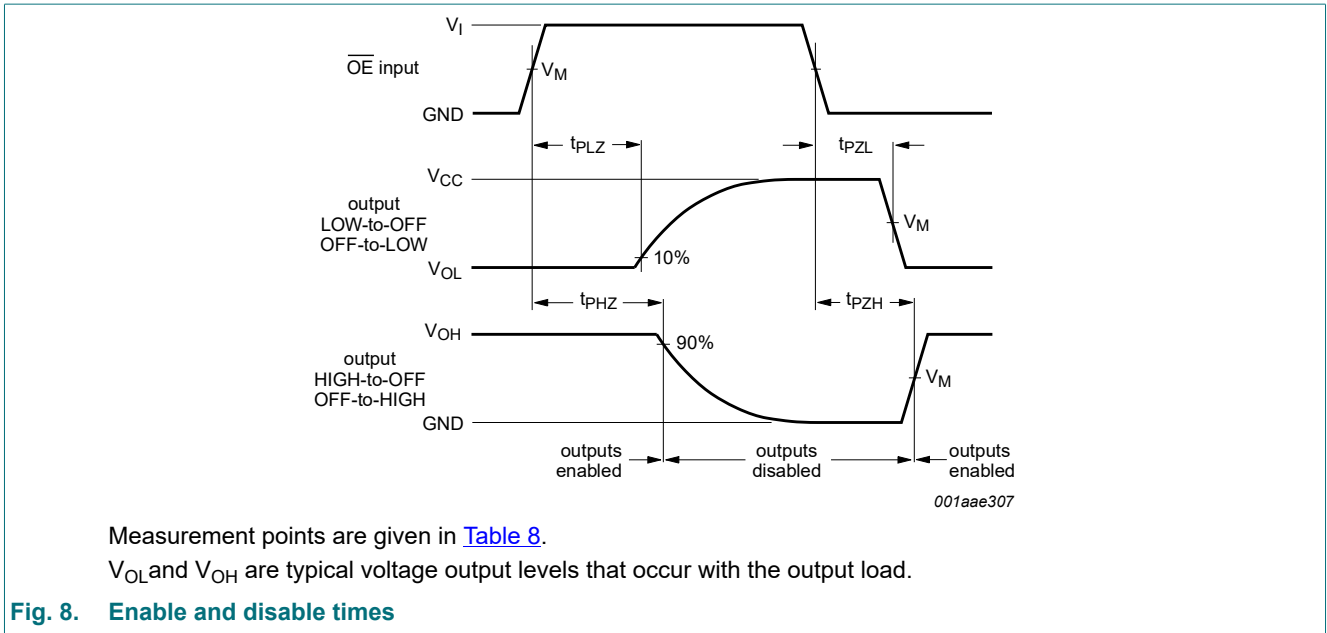 V_I
O̅E̅ input
V_M
GND
t_PLZ
t_PZL
V_CC
output
LOW-to-OFF
OFF-to-LOW
V_M
10%
V_OL
t_PHZ
t_PZH
V_OH
90%
output
HIGH-to-OFF
OFF-to-HIGH
V_M
GND
outputs
enabled
outputs
disabled
outputs
enabled
001aae307
Measurement points are given in Table 8.
V_OLand V_OH are typical voltage output levels that occur with the output load.
Fig. 8. Enable and disable times